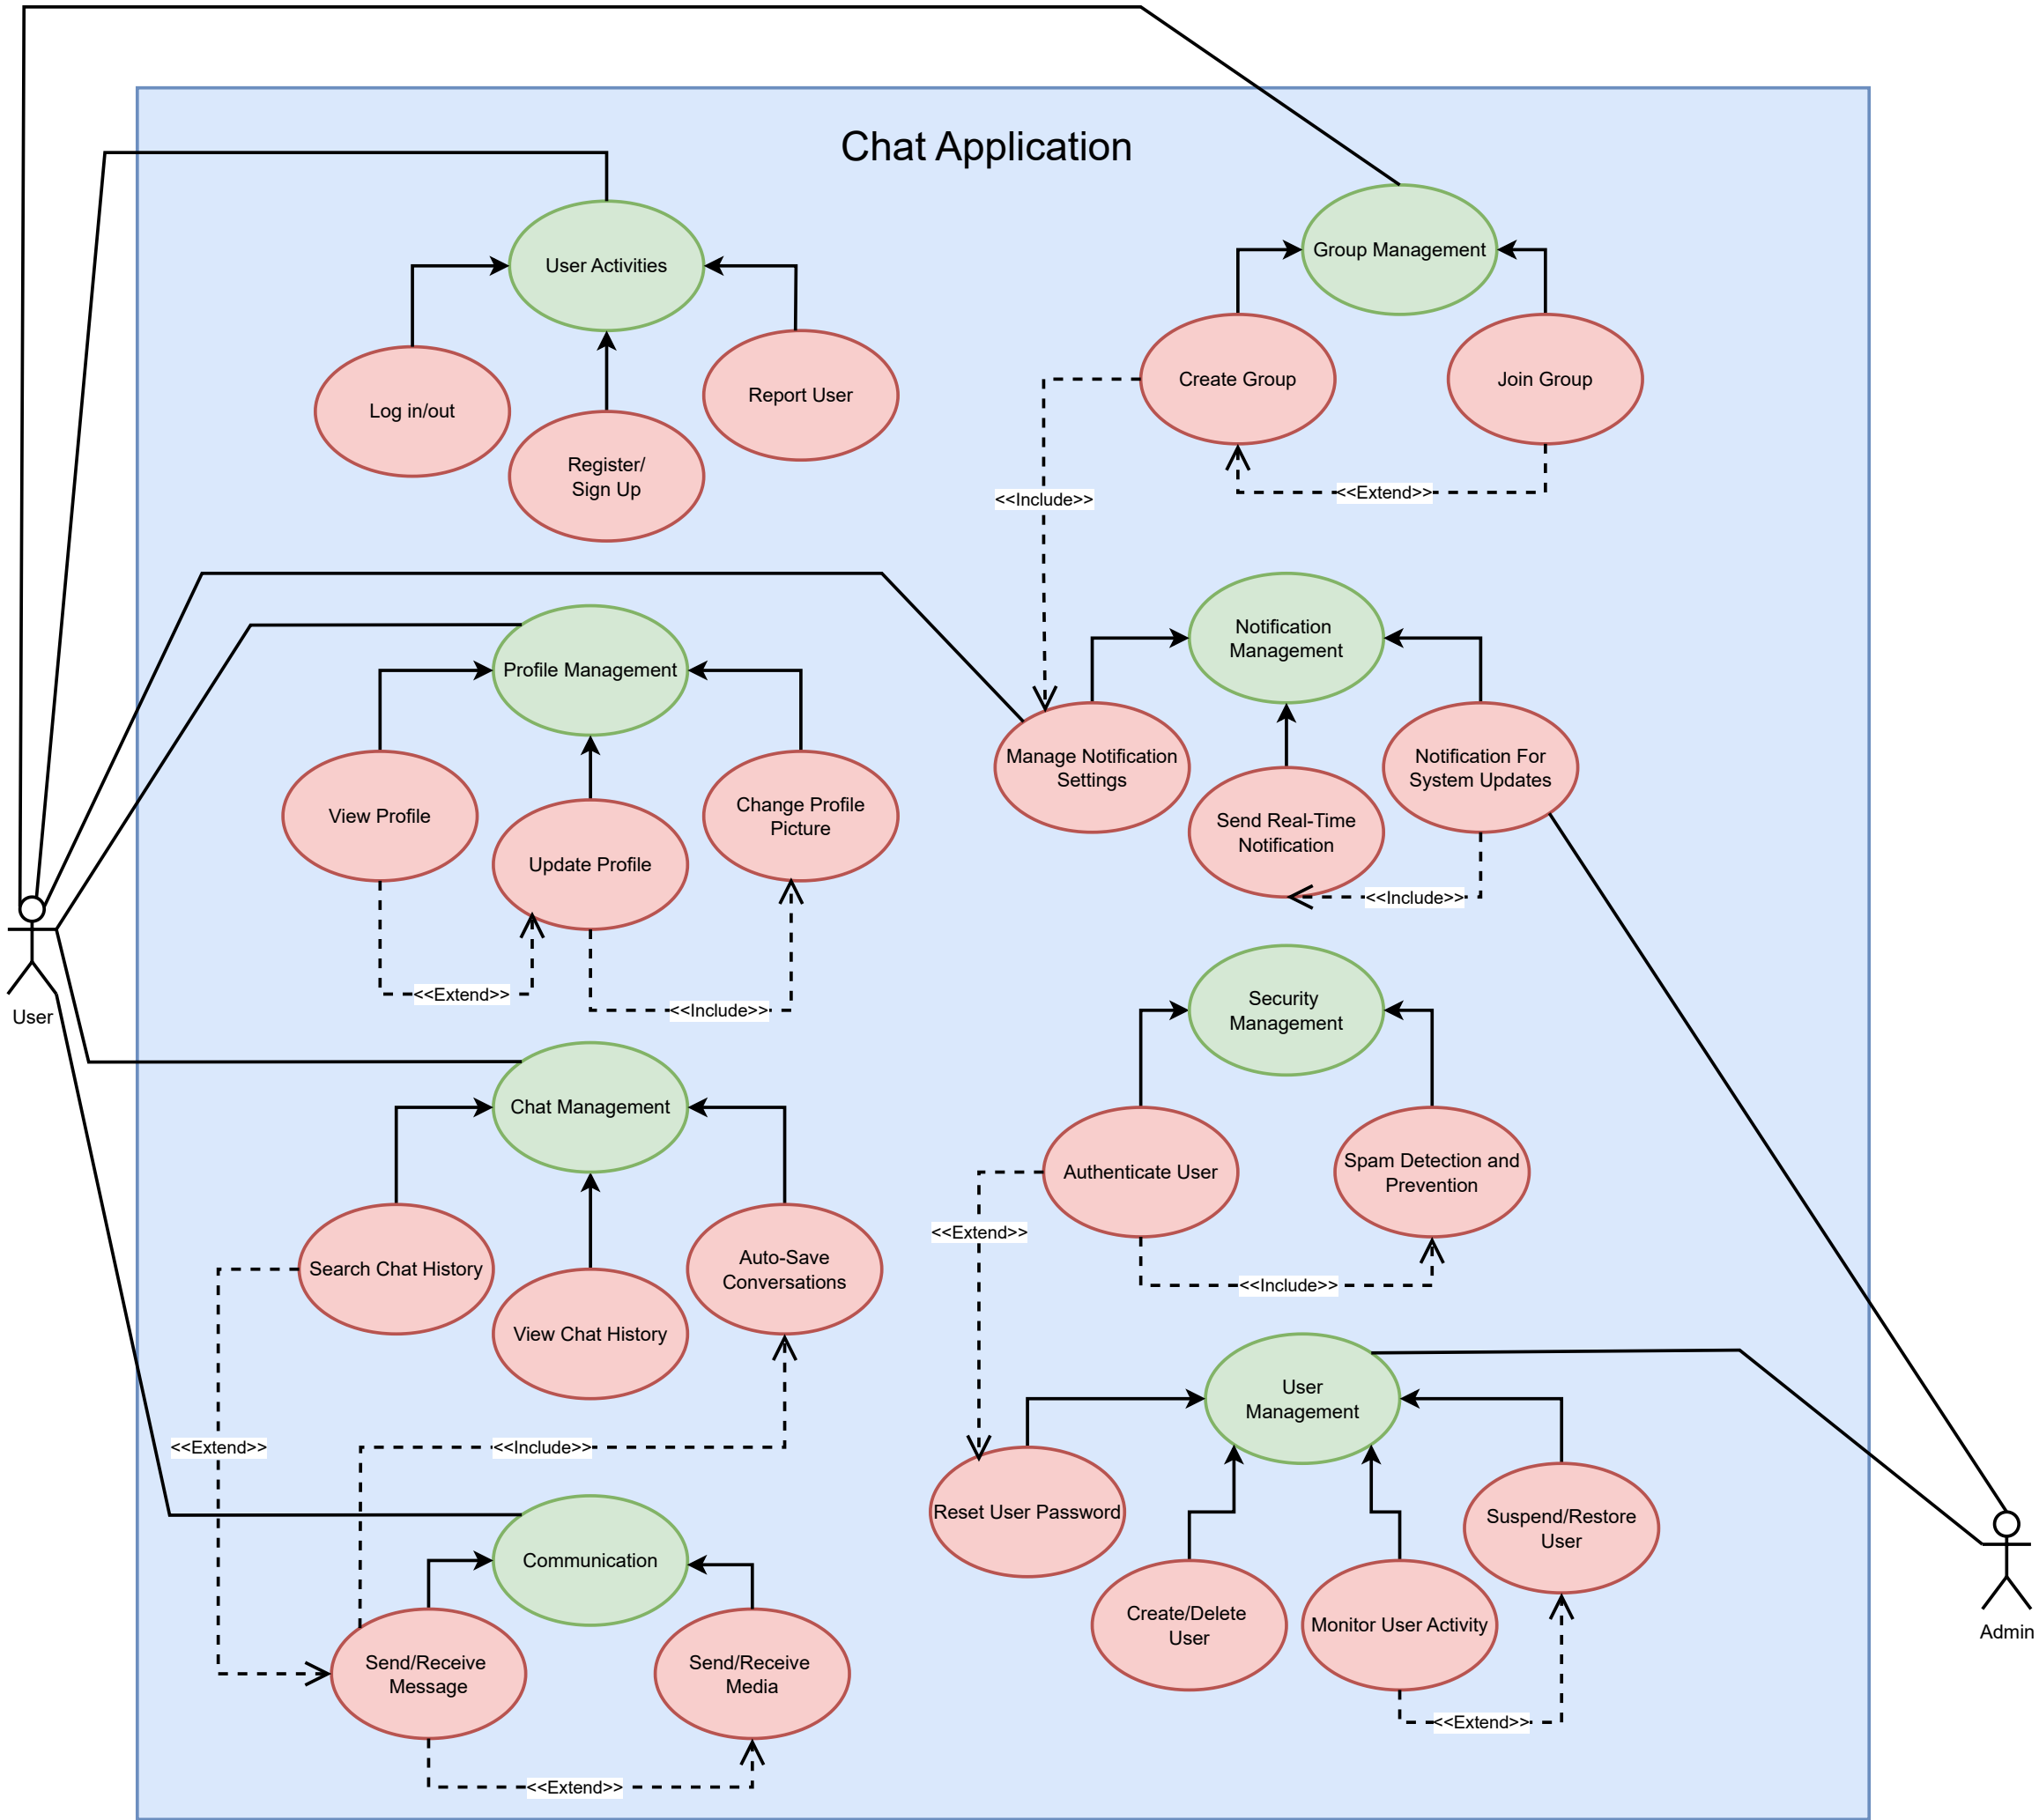 Chat Application
User Activities
Log in/out
Register/
Sign Up
Report User
Group Management
Create Group
Join Group
<<Include>>
<<Extend>>
Profile Management
View Profile
Update Profile
Change Profile
Picture
<<Extend>>
<<Include>>
Notification
Management
Manage Notification
Settings
Send Real-Time
Notification
Notification For
System Updates
<<Include>>
User
Chat Management
Search Chat History
View Chat History
Auto-Save
Conversations
<<Extend>>
<<Include>>
Security
Management
Authenticate User
Spam Detection and
Prevention
<<Extend>>
<<Include>>
Communication
Send/Receive
Message
Send/Receive
Media
<<Extend>>
User
Management
Reset User Password
Create/Delete
User
Monitor User Activity
Suspend/Restore
User
<<Extend>>
Admin